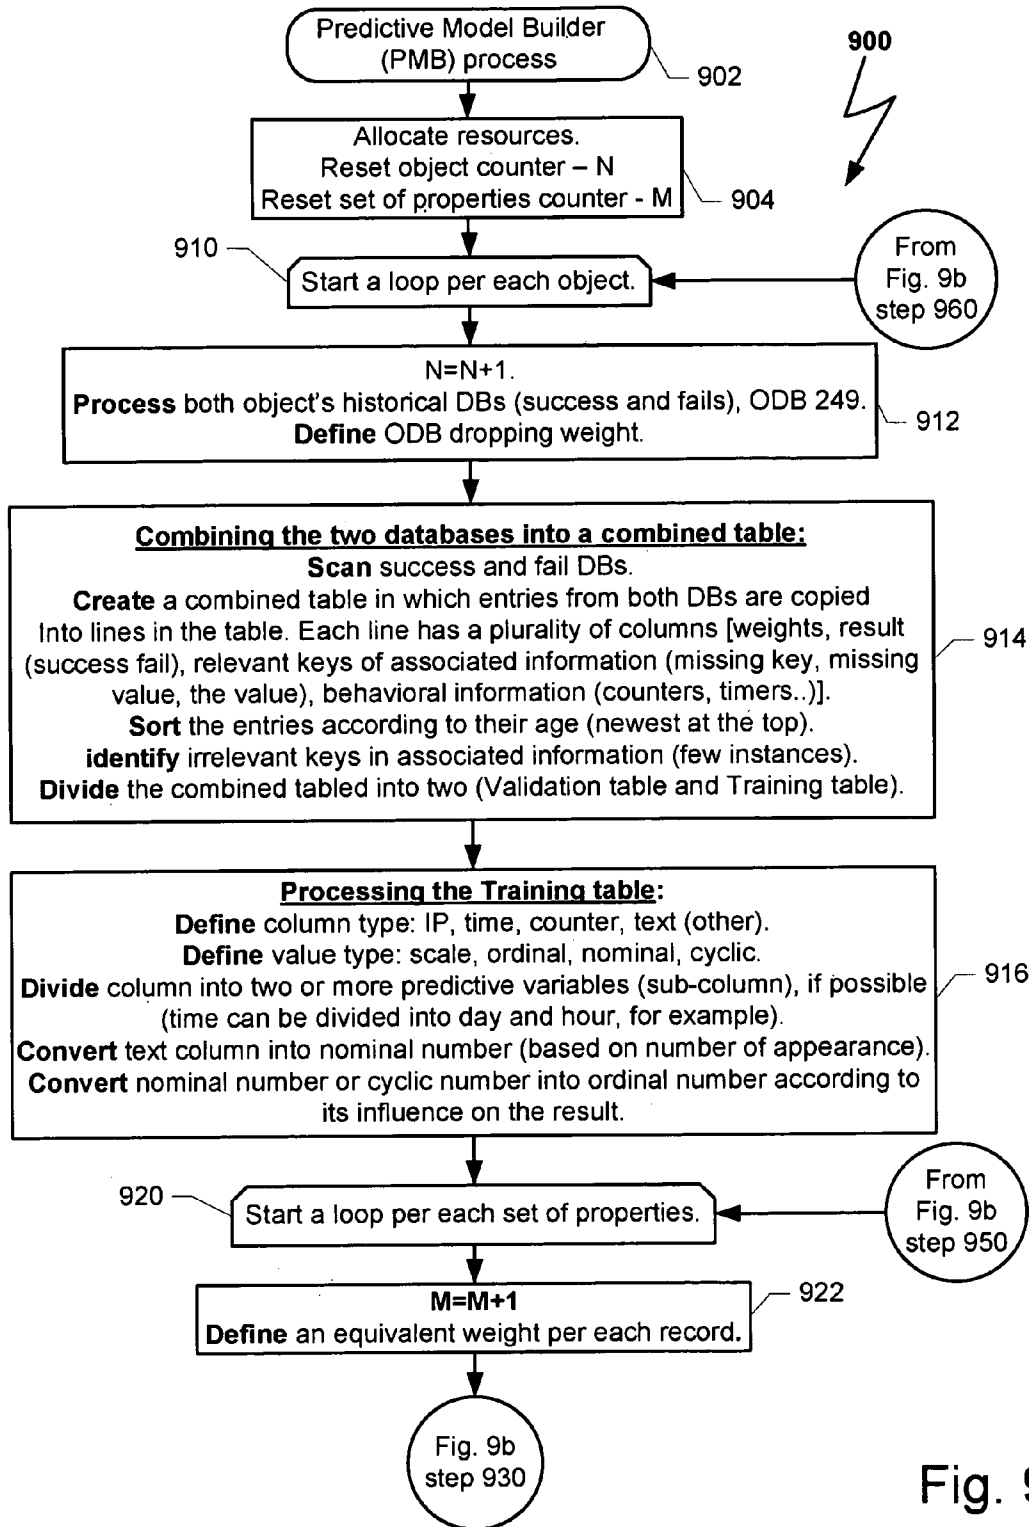 Predictive Model Builder
(PMB) process
902
900
Allocate resources.
Reset object counter – N
Reset set of properties counter - M
904
910
Start a loop per each object.
From
Fig. 9b
step 960
N=N+1.
Process both object's historical DBs (success and fails), ODB 249.
Define ODB dropping weight.
912
Combining the two databases into a combined table:
Scan success and fail DBs.
Create a combined table in which entries from both DBs are copied
Into lines in the table. Each line has a plurality of columns [weights, result
(success fail), relevant keys of associated information (missing key, missing
value, the value), behavioral information (counters, timers..)].
Sort the entries according to their age (newest at the top).
identify irrelevant keys in associated information (few instances).
Divide the combined tabled into two (Validation table and Training table).
914
Processing the Training table:
Define column type: IP, time, counter, text (other).
Define value type: scale, ordinal, nominal, cyclic.
Divide column into two or more predictive variables (sub-column), if possible
(time can be divided into day and hour, for example).
Convert text column into nominal number (based on number of appearance).
Convert nominal number or cyclic number into ordinal number according to
its influence on the result.
916
920
Start a loop per each set of properties.
From
Fig. 9b
step 950
M=M+1
Define an equivalent weight per each record.
922
Fig. 9b
step 930
Fig.